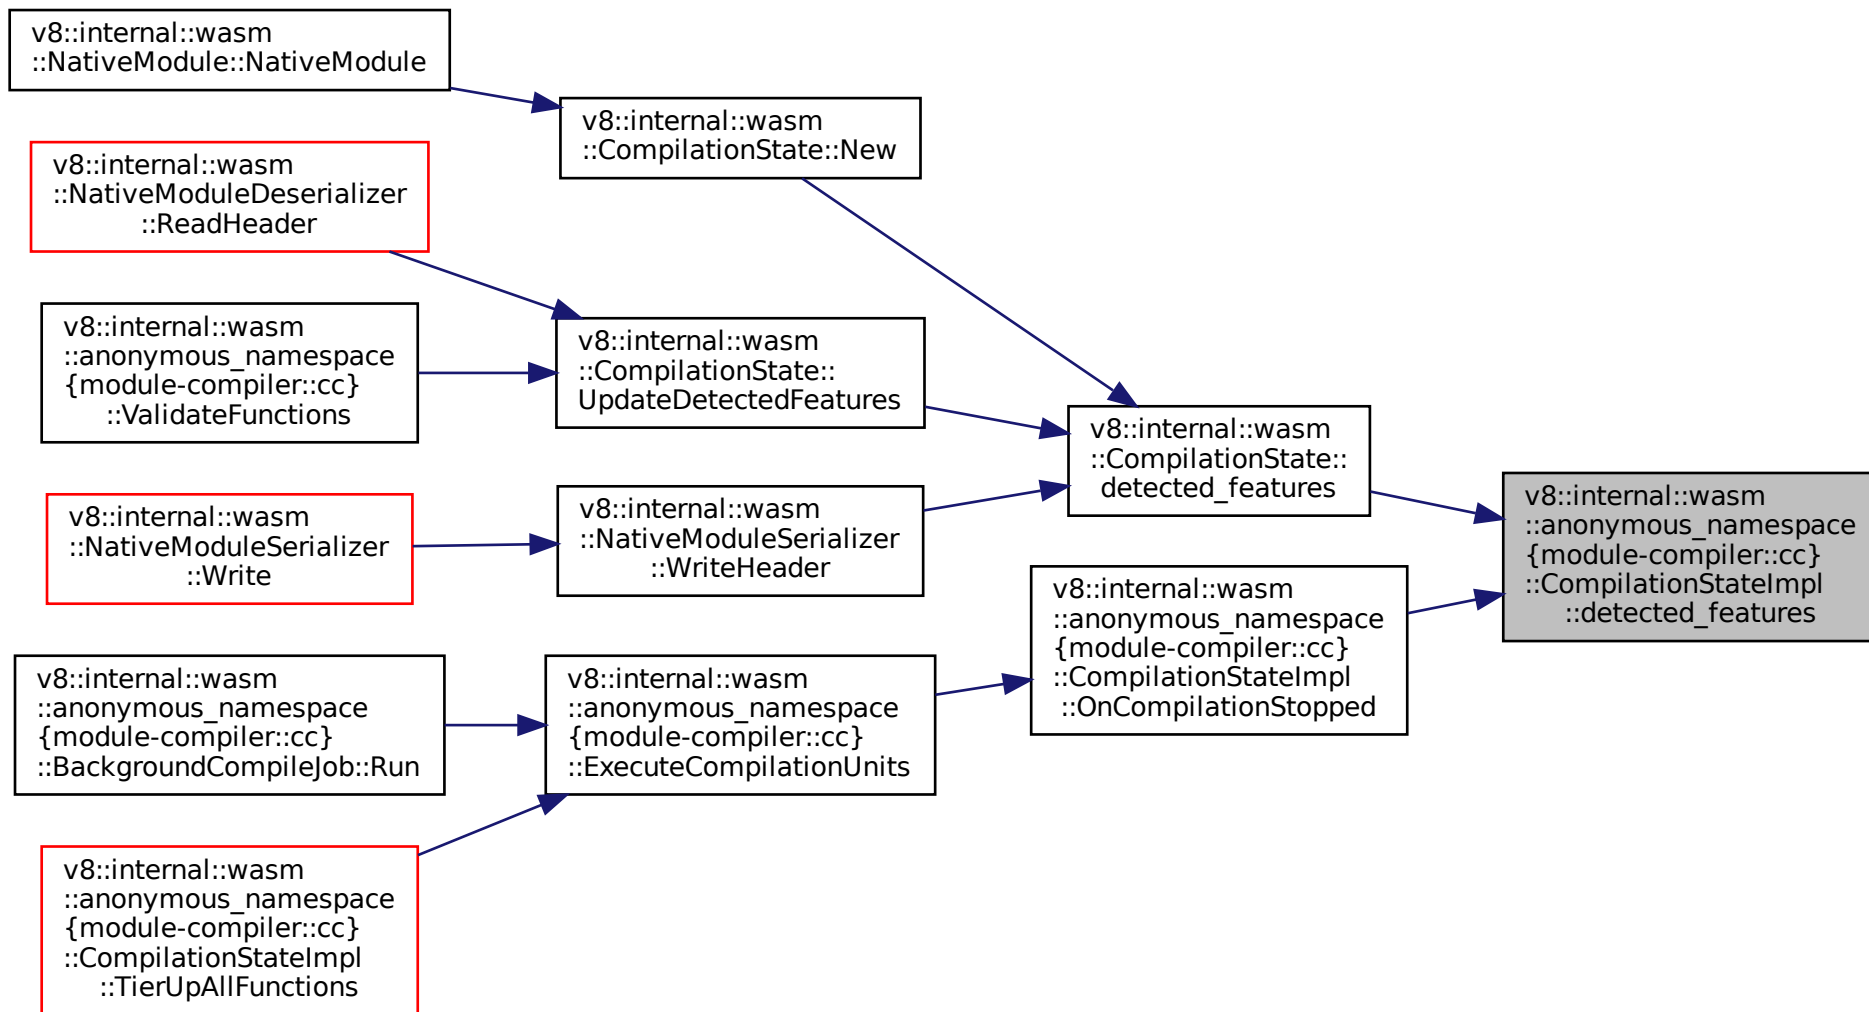 v8::internal::wasm
::NativeModule::NativeModule
v8::internal::wasm
::CompilationState::New
v8::internal::wasm
::NativeModuleDeserializer
::ReadHeader
v8::internal::wasm
::anonymous_namespace
{module-compiler::cc}
::ValidateFunctions
v8::internal::wasm
::CompilationState::
UpdateDetectedFeatures
v8::internal::wasm
::CompilationState::
detected_features
v8::internal::wasm
::anonymous_namespace
{module-compiler::cc}
::CompilationStateImpl
::detected_features
v8::internal::wasm
::NativeModuleSerializer
::Write
v8::internal::wasm
::NativeModuleSerializer
::WriteHeader
v8::internal::wasm
::anonymous_namespace
{module-compiler::cc}
::CompilationStateImpl
::OnCompilationStopped
v8::internal::wasm
::anonymous_namespace
{module-compiler::cc}
::BackgroundCompileJob::Run
v8::internal::wasm
::anonymous_namespace
{module-compiler::cc}
::ExecuteCompilationUnits
v8::internal::wasm
::anonymous_namespace
{module-compiler::cc}
::CompilationStateImpl
::TierUpAllFunctions